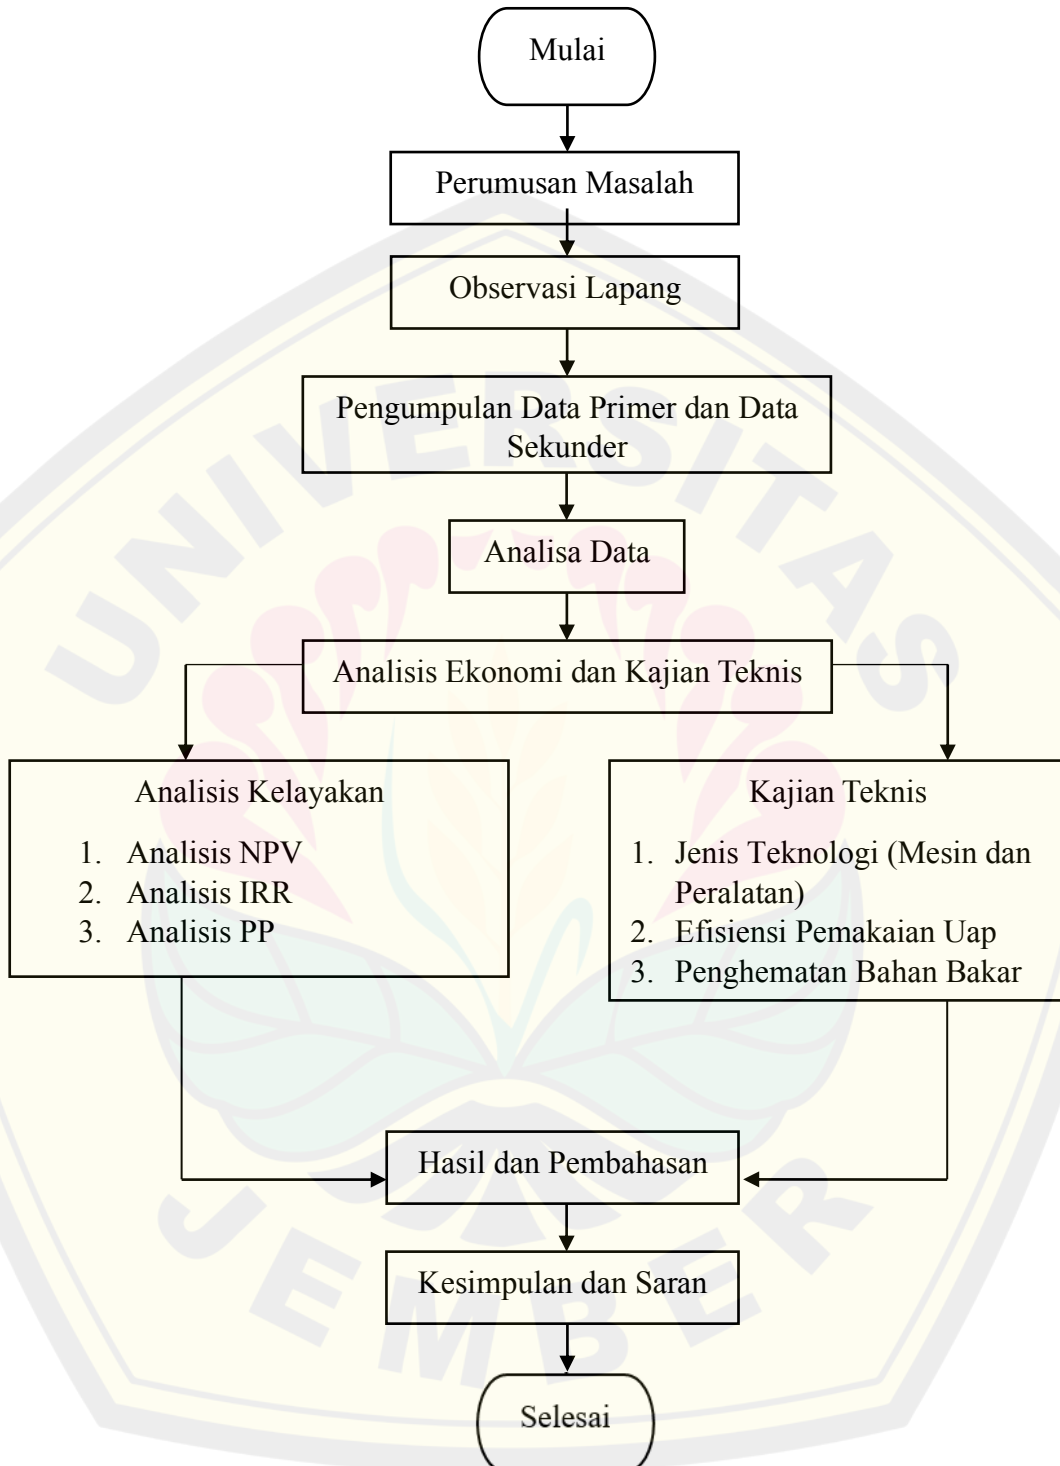 Mulai
Perumusan Masalah
Observasi Lapang
Pengumpulan Data Primer dan Data
Sekunder
Analisa Data
Analisis Ekonomi dan Kajian Teknis
Analisis Kelayakan
1. Analisis NPV
2. Analisis IRR
3. Analisis PP
Kajian Teknis
1. Jenis Teknologi (Mesin dan
Peralatan)
2. Efisiensi Pemakaian Uap
3. Penghematan Bahan Bakar
Hasil dan Pembahasan
Kesimpulan dan Saran
Selesai
UNIVERSITAS
JEMBER